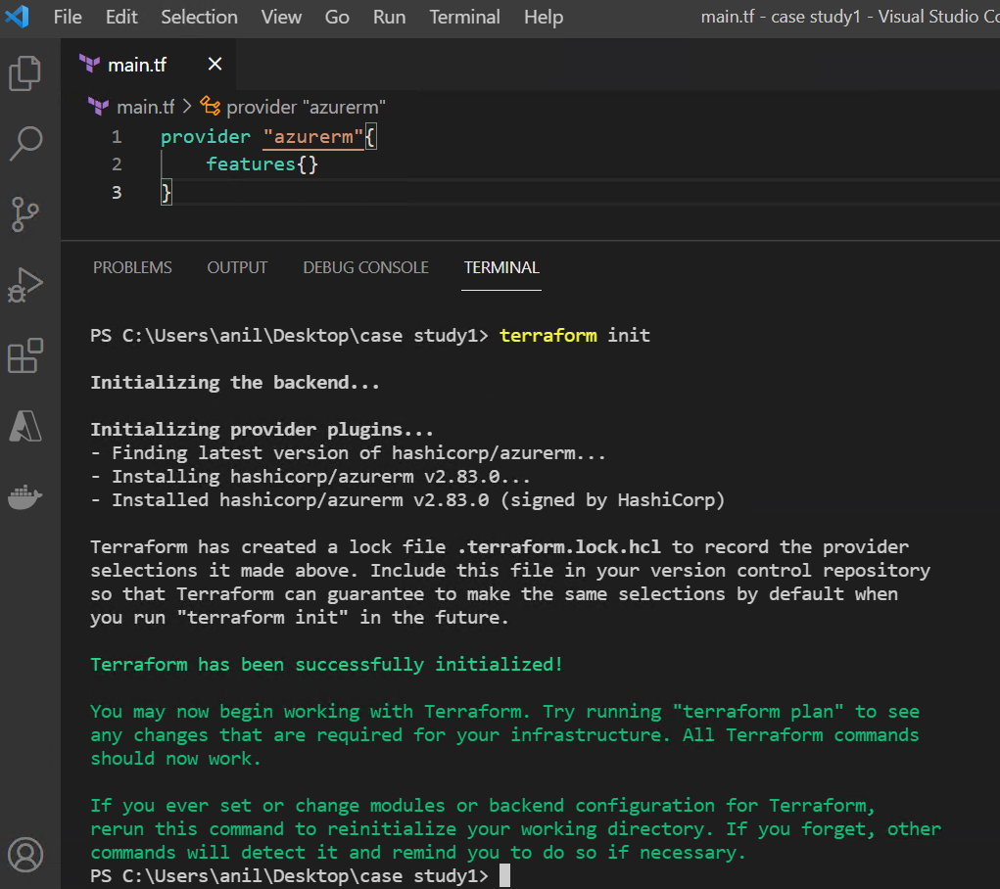 File Edit Selection View Go Run Terminal Help main.tf - case study1 - Visual Studio Co
main.tf
main.tf > provider "azurerm"
1 provider "azurerm"{
2     features{}
3 }
PROBLEMS OUTPUT DEBUG CONSOLE TERMINAL
PS C:\Users\anil\Desktop\case study1> terraform init
Initializing the backend...
Initializing provider plugins...
- Finding latest version of hashicorp/azurerm...
- Installing hashicorp/azurerm v2.83.0...
- Installed hashicorp/azurerm v2.83.0 (signed by HashiCorp)
Terraform has created a lock file .terraform.lock.hcl to record the provider
selections it made above. Include this file in your version control repository
so that Terraform can guarantee to make the same selections by default when
you run "terraform init" in the future.
Terraform has been successfully initialized!
You may now begin working with Terraform. Try running "terraform plan" to see
any changes that are required for your infrastructure. All Terraform commands
should now work.
If you ever set or change modules or backend configuration for Terraform,
rerun this command to reinitialize your working directory. If you forget, other
commands will detect it and remind you to do so if necessary.
PS C:\Users\anil\Desktop\case study1>